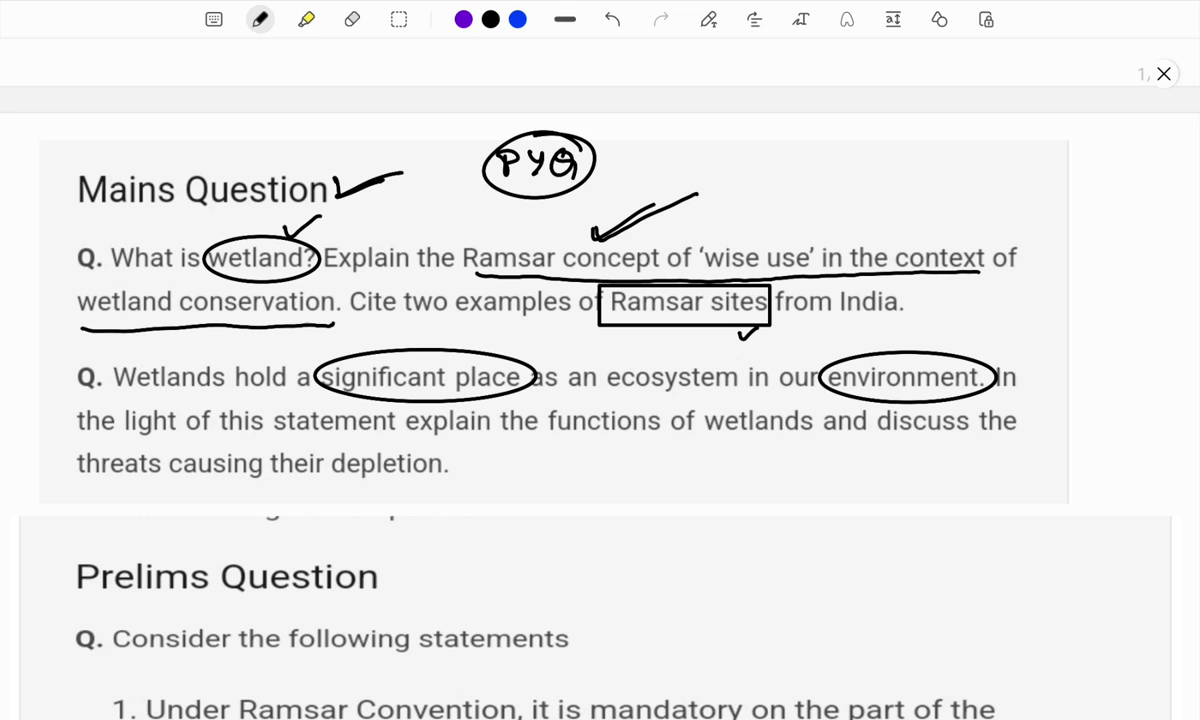 1,
PYQ
Mains Question
Q. What is wetland? Explain the Ramsar concept of ‘wise use’ in the context of
wetland conservation. Cite two examples of Ramsar sites from India.
Q. Wetlands hold a significant place as an ecosystem in our environment. In
the light of this statement explain the functions of wetlands and discuss the
threats causing their depletion.
Prelims Question
Q. Consider the following statements
1. Under Ramsar Convention, it is mandatory on the part of the